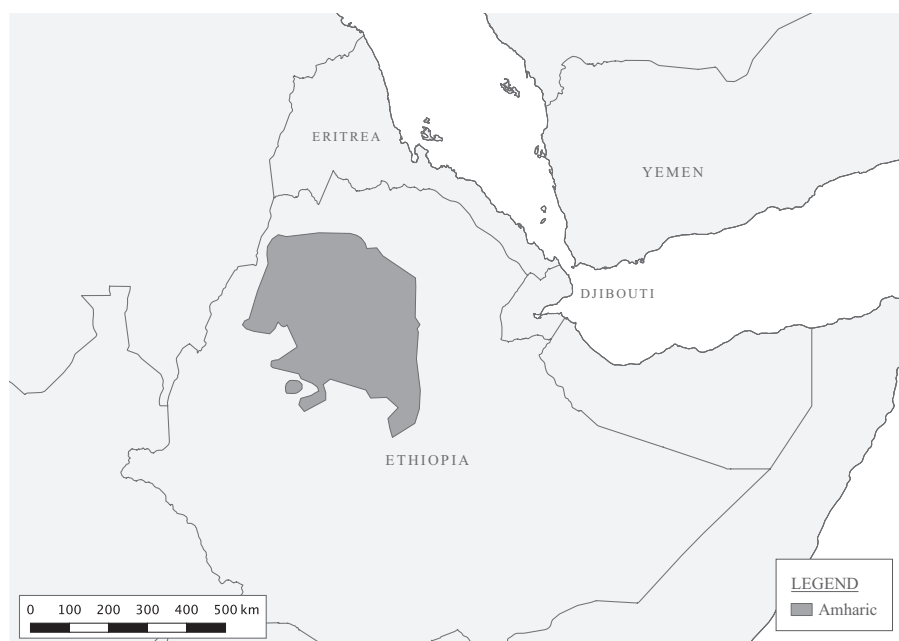 ERITREA
YEMEN
DJIBOUTI
ETHIOPIA
0 100 200 300 400 500 km
LEGEND
Amharic